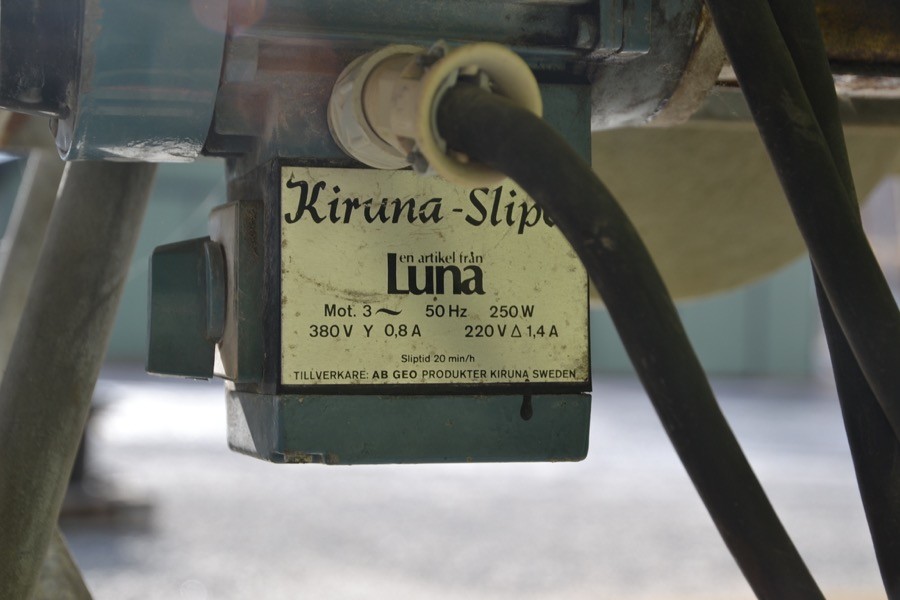 Kiruna-Slip
en artikel från
Luna
Mot. 3~ 50 Hz 250 W
380 V Y 0,8 A 220 V Δ 1,4 A
Sliptid 20 min/h
TILLVERKARE: AB GEO PRODUKTER KIRUNA SWEDEN